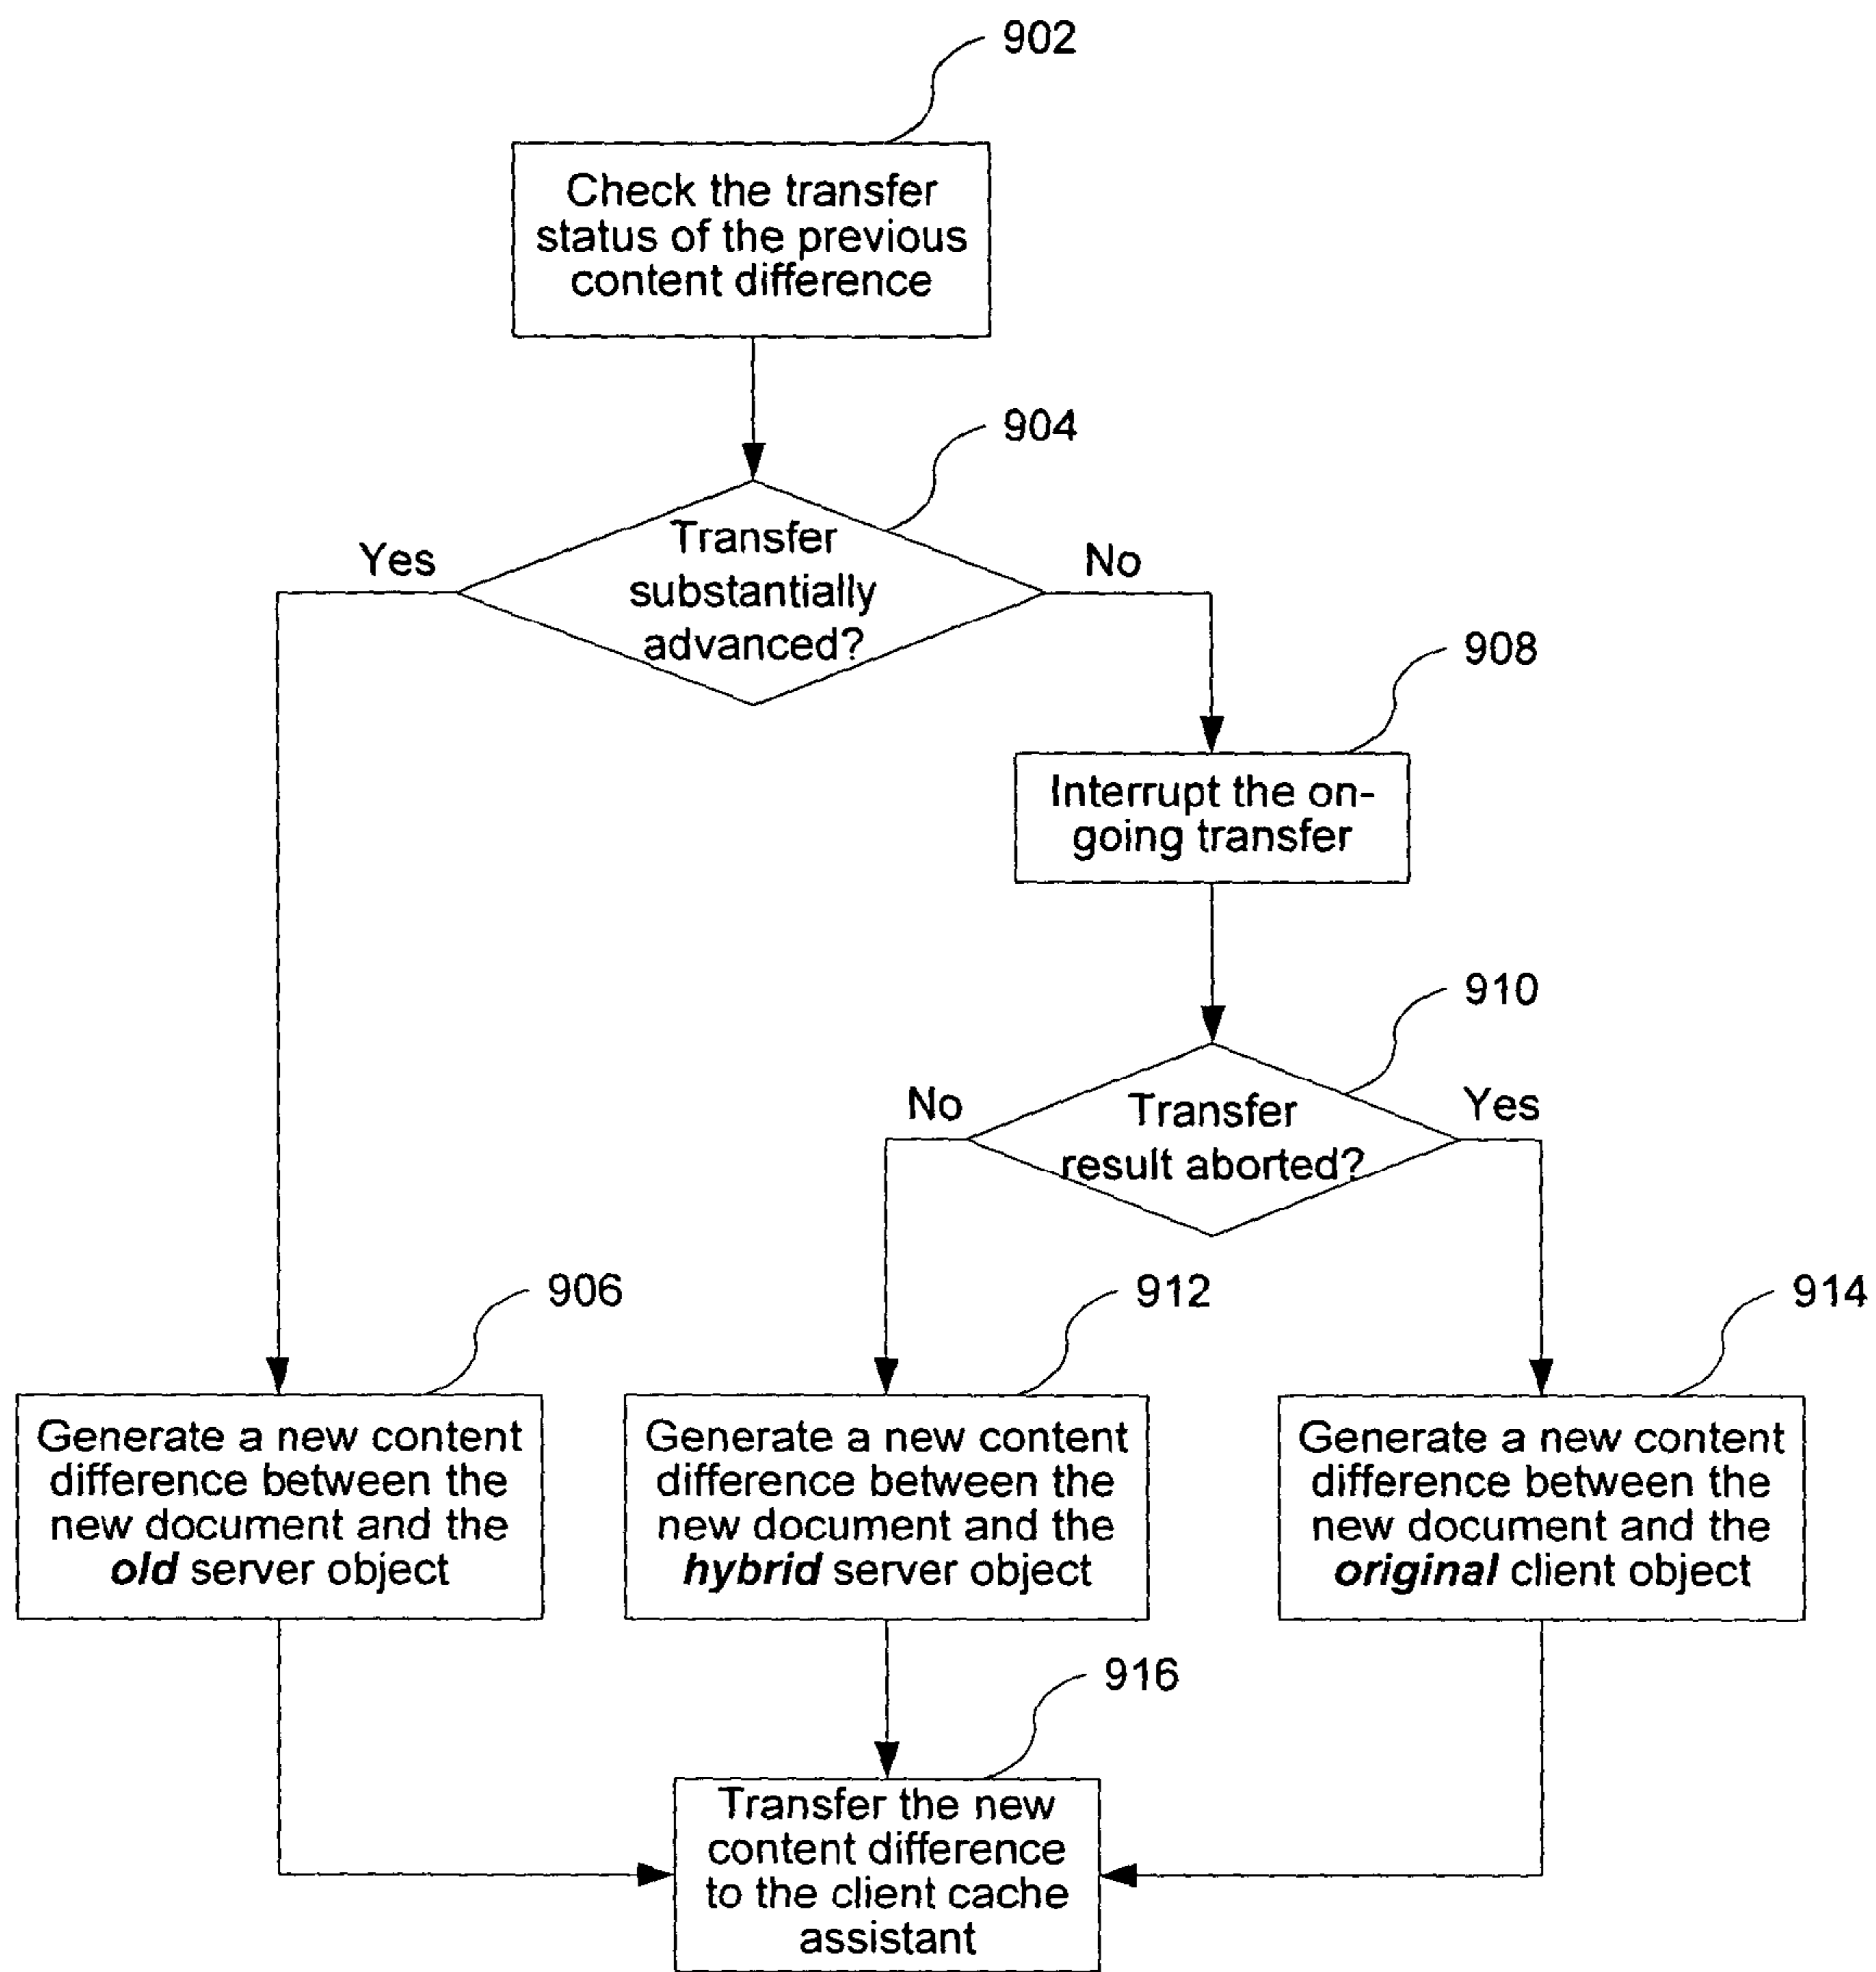 902
Check the transfer
status of the previous
content difference
904
Transfer
substantially
advanced?
Yes
No
908
Interrupt the on-
going transfer
910
Transfer
result aborted?
No
Yes
906
Generate a new content
difference between the
new document and the
old server object
912
Generate a new content
difference between the
new document and the
hybrid server object
914
Generate a new content
difference between the
new document and the
original client object
916
Transfer the new
content difference
to the client cache
assistant